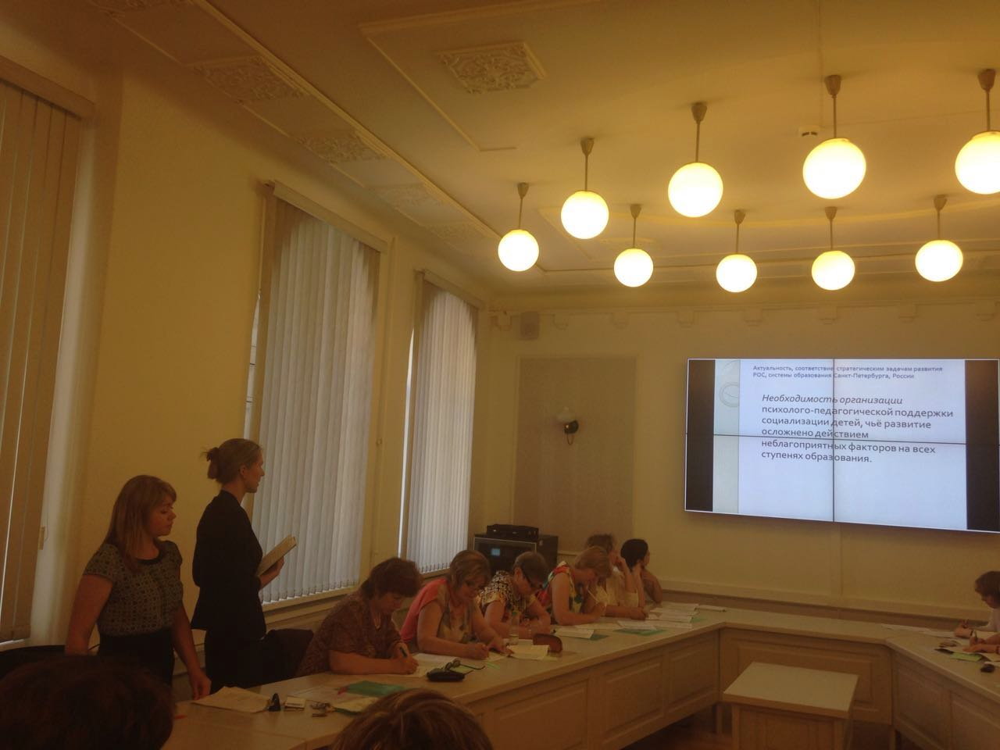 Актуальность, соответствие стратегическим задачам развития
РОС, системы образования Санкт-Петербурга, России
Необходимость организации
психолого-педагогической поддержки
социализации детей, чьё развитие
осложнено действием
неблагоприятных факторов на всех
ступенях образования.